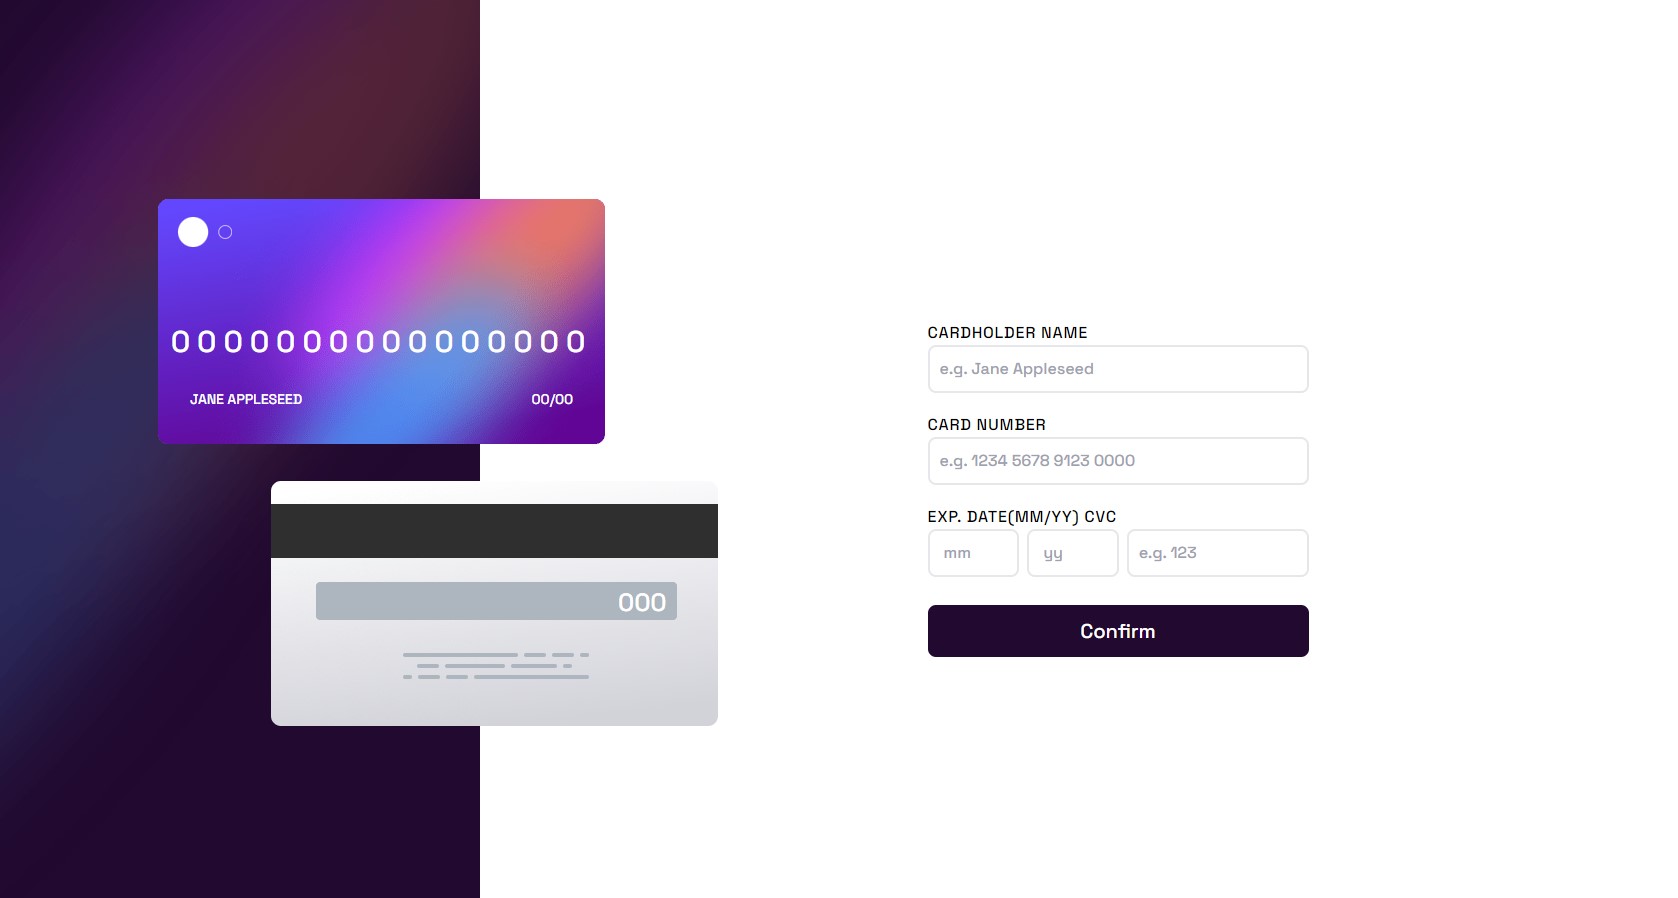 0000000000000000
JANE APPLESEED 00/00
000
CARDHOLDER NAME
e.g. Jane Appleseed
CARD NUMBER
e.g. 1234 5678 9123 0000
EXP. DATE(MM/YY) CVC
mm yy e.g. 123
Confirm